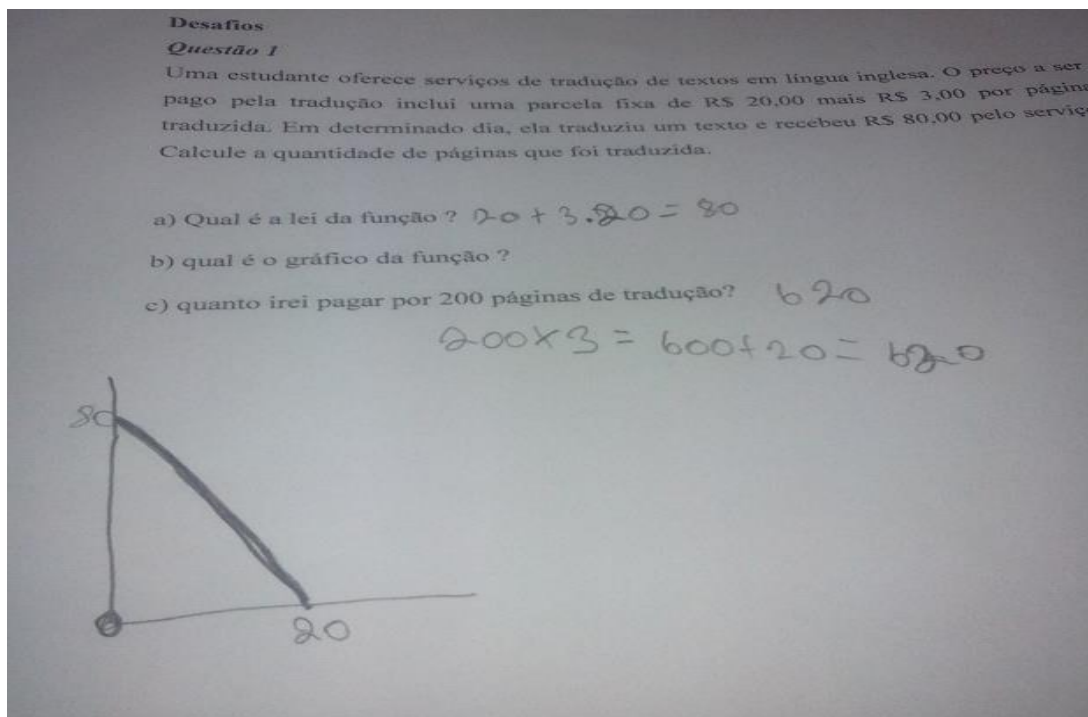 Desafios
Questão 1
Uma estudante oferece serviços de tradução de textos em língua inglesa. O preço a ser
pago pela tradução inclui uma parcela fixa de R$ 20,00 mais R$ 3,00 por página
traduzida. Em determinado dia, ela traduziu um texto e recebeu R$ 80,00 pelo serviço
Calcule a quantidade de páginas que foi traduzida.
a) Qual é a lei da função ? 20 + 3.20 = 80
b) qual é o gráfico da função ?
c) quanto irei pagar por 200 páginas de tradução? 620
200 x 3 = 600 + 20 = 620
80
0
20